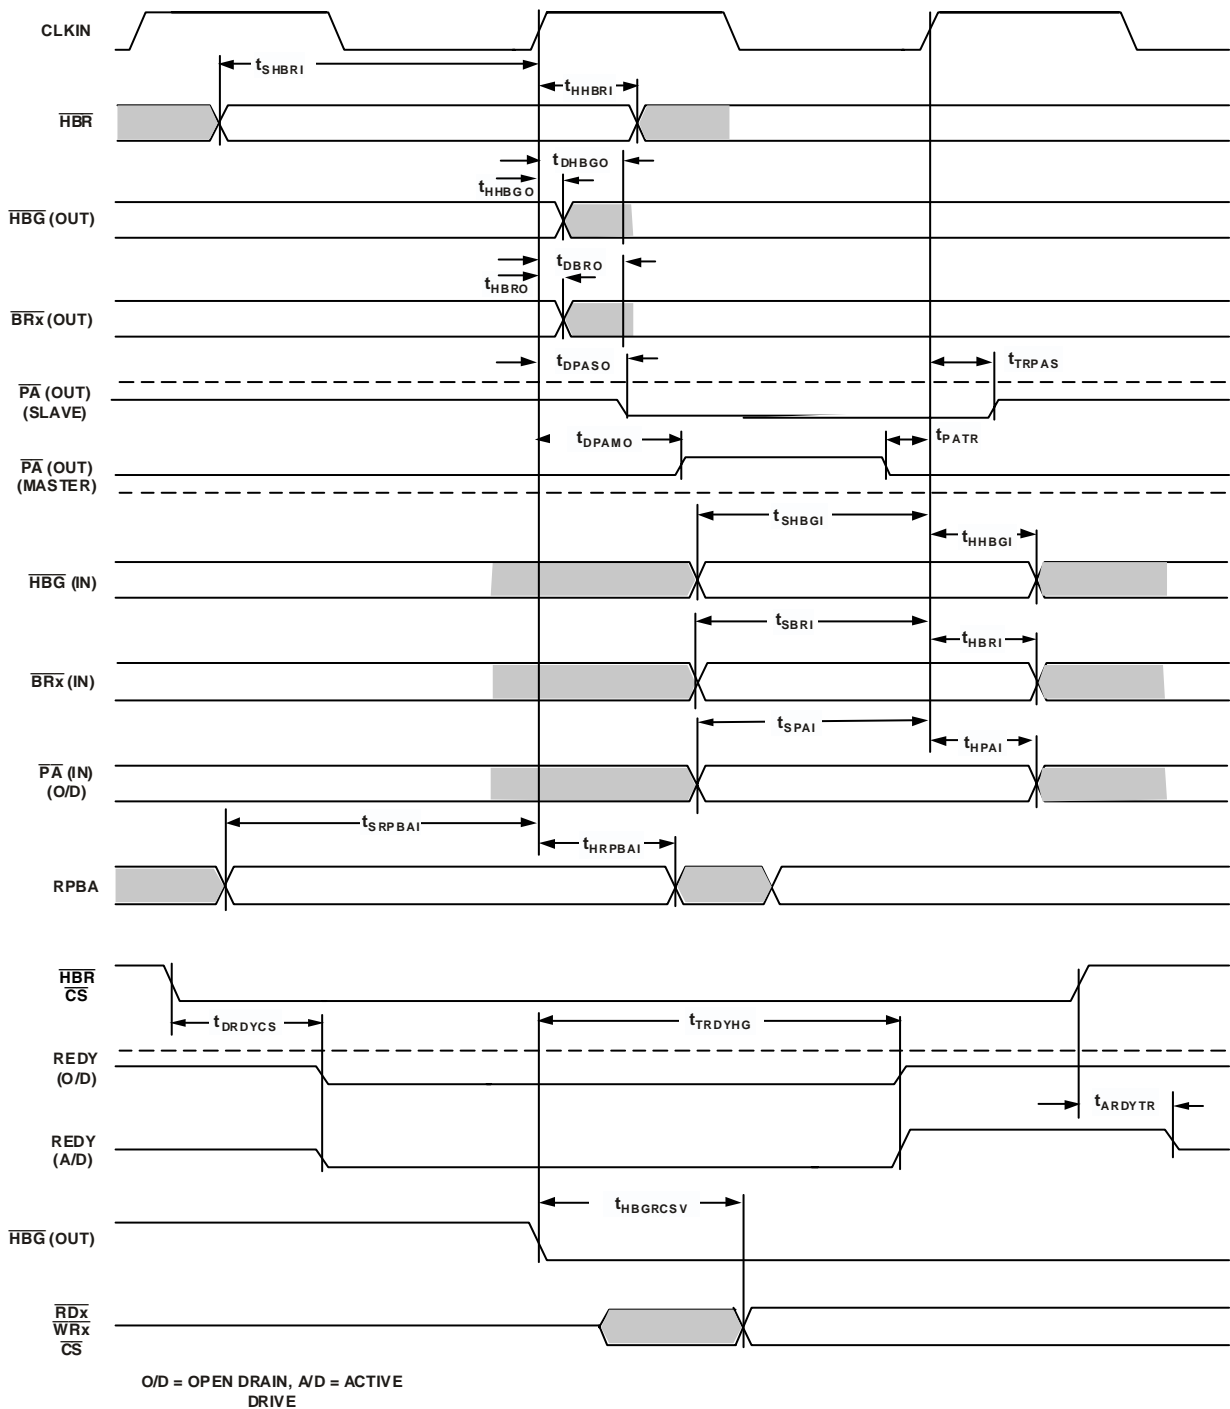 CLKIN
tSHBRI
tHHBRI
HBR
tDHBGO
tHHBGO
HBG (OUT)
tDBRO
tHBRO
BRx (OUT)
tDPASO
tTRPAS
PA (OUT)
(SLAVE)
tDPAMO
tPATR
PA (OUT)
(MASTER)
tSHBGI
tHHBGI
HBG (IN)
tSBRI
tHBRI
BRx (IN)
tSPAI
tHPAI
PA (IN)
(O/D)
tSRPBAI
tHRPBAI
RPBA
HBR
CS
tDRDYCS
tTRDYHG
REDY
(O/D)
tARDYTR
REDY
(A/D)
tHBGRCSV
HBG (OUT)
RDx
WRx
CS
O/D = OPEN DRAIN, A/D = ACTIVE
DRIVE